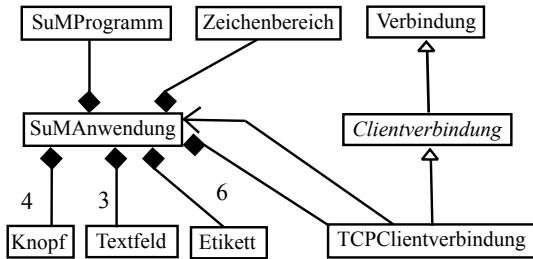 SuMProgramm
Zeichenbereich
Verbindung
SuMAnwendung
Clientverbindung
4
3
6
Knopf
Textfeld
Etikett
TCPClientverbindung